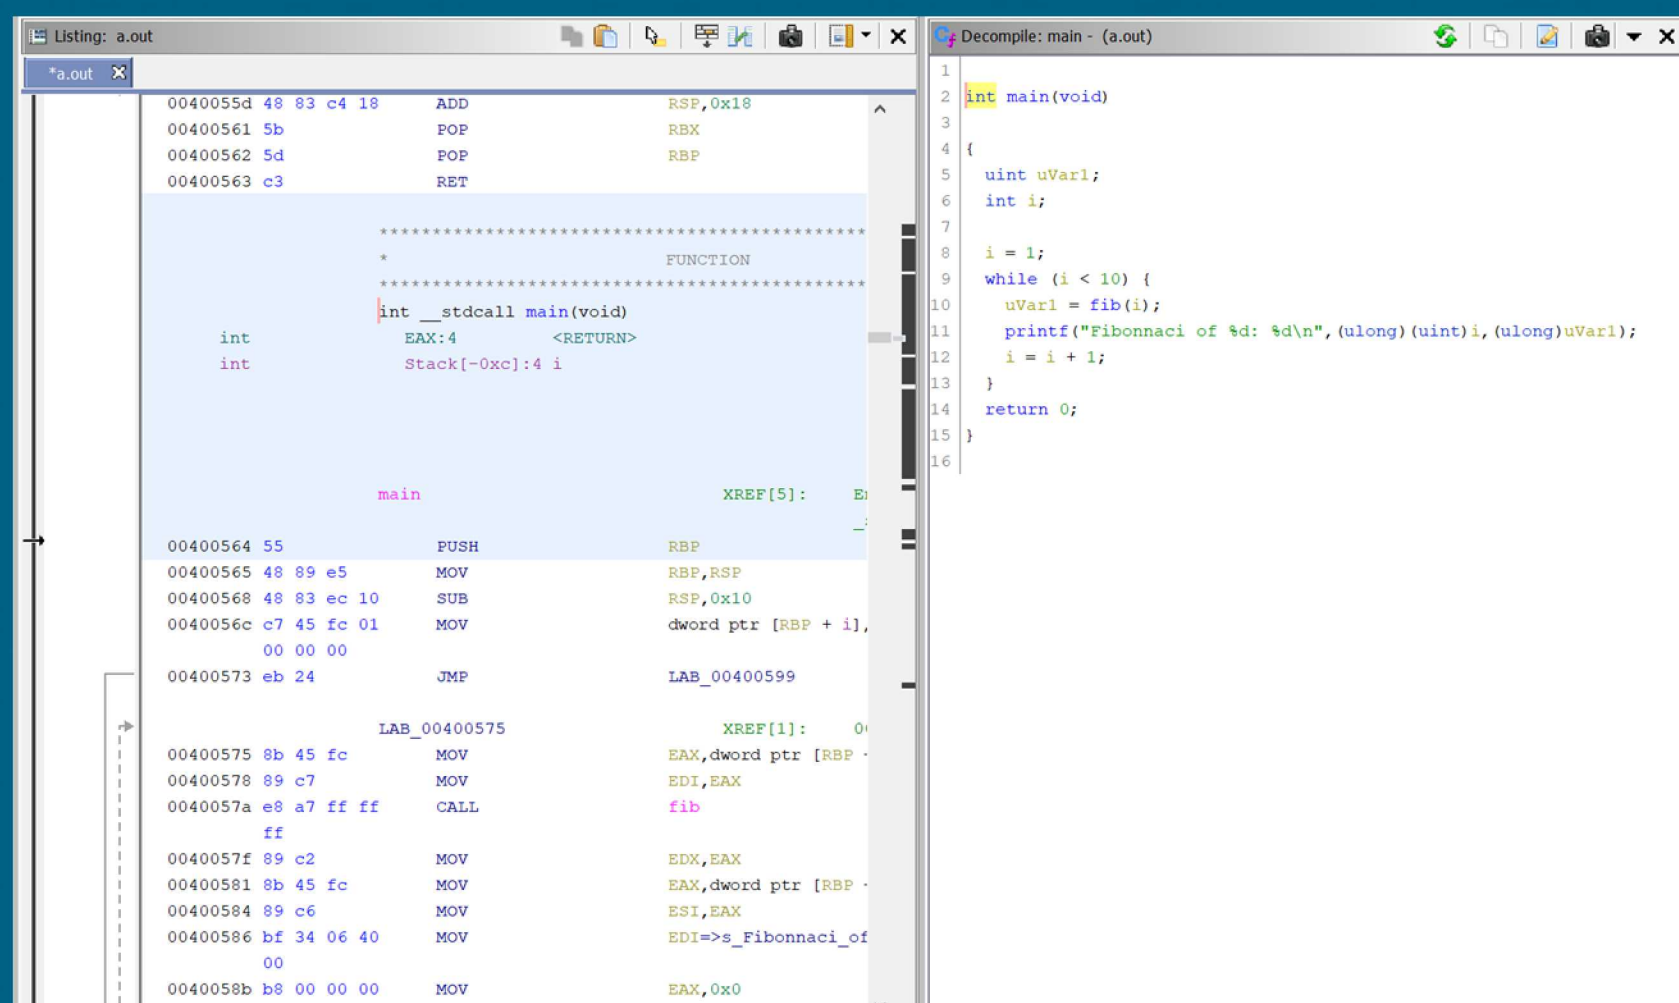 Listing: a.out
*a.out
0040055d 48 83 c4 18 ADD RSP,0x18
00400561 5b POP RBX
00400562 5d POP RBP
00400563 c3 RET
************************************************
* FUNCTION
************************************************
int __stdcall main(void)
int EAX:4 <RETURN>
int Stack[-0xc]:4 i
main XREF[5]:
00400564 55 PUSH RBP
00400565 48 89 e5 MOV RBP,RSP
00400568 48 83 ec 10 SUB RSP,0x10
0040056c c7 45 fc 01 MOV dword ptr [RBP + i],
00 00 00
00400573 eb 24 JMP LAB_00400599
LAB_00400575 XREF[1]:
00400575 8b 45 fc MOV EAX,dword ptr [RBP
00400578 89 c7 MOV EDI,EAX
0040057a e8 a7 ff ff CALL fib
ff
0040057f 89 c2 MOV EDX,EAX
00400581 8b 45 fc MOV EAX,dword ptr [RBP
00400584 89 c6 MOV ESI,EAX
00400586 bf 34 06 40 MOV EDI=>s_Fibonnaci_of
00
0040058b b8 00 00 00 MOV EAX,0x0
Decompile: main - (a.out)
1
2 int main(void)
3
4 {
5 uint uVar1;
6 int i;
7
8 i = 1;
9 while (i < 10) {
10 uVar1 = fib(i);
11 printf("Fibonnaci of %d: %d\n",(ulong)(uint)i,(ulong)uVar1);
12 i = i + 1;
13 }
14 return 0;
15 }
16